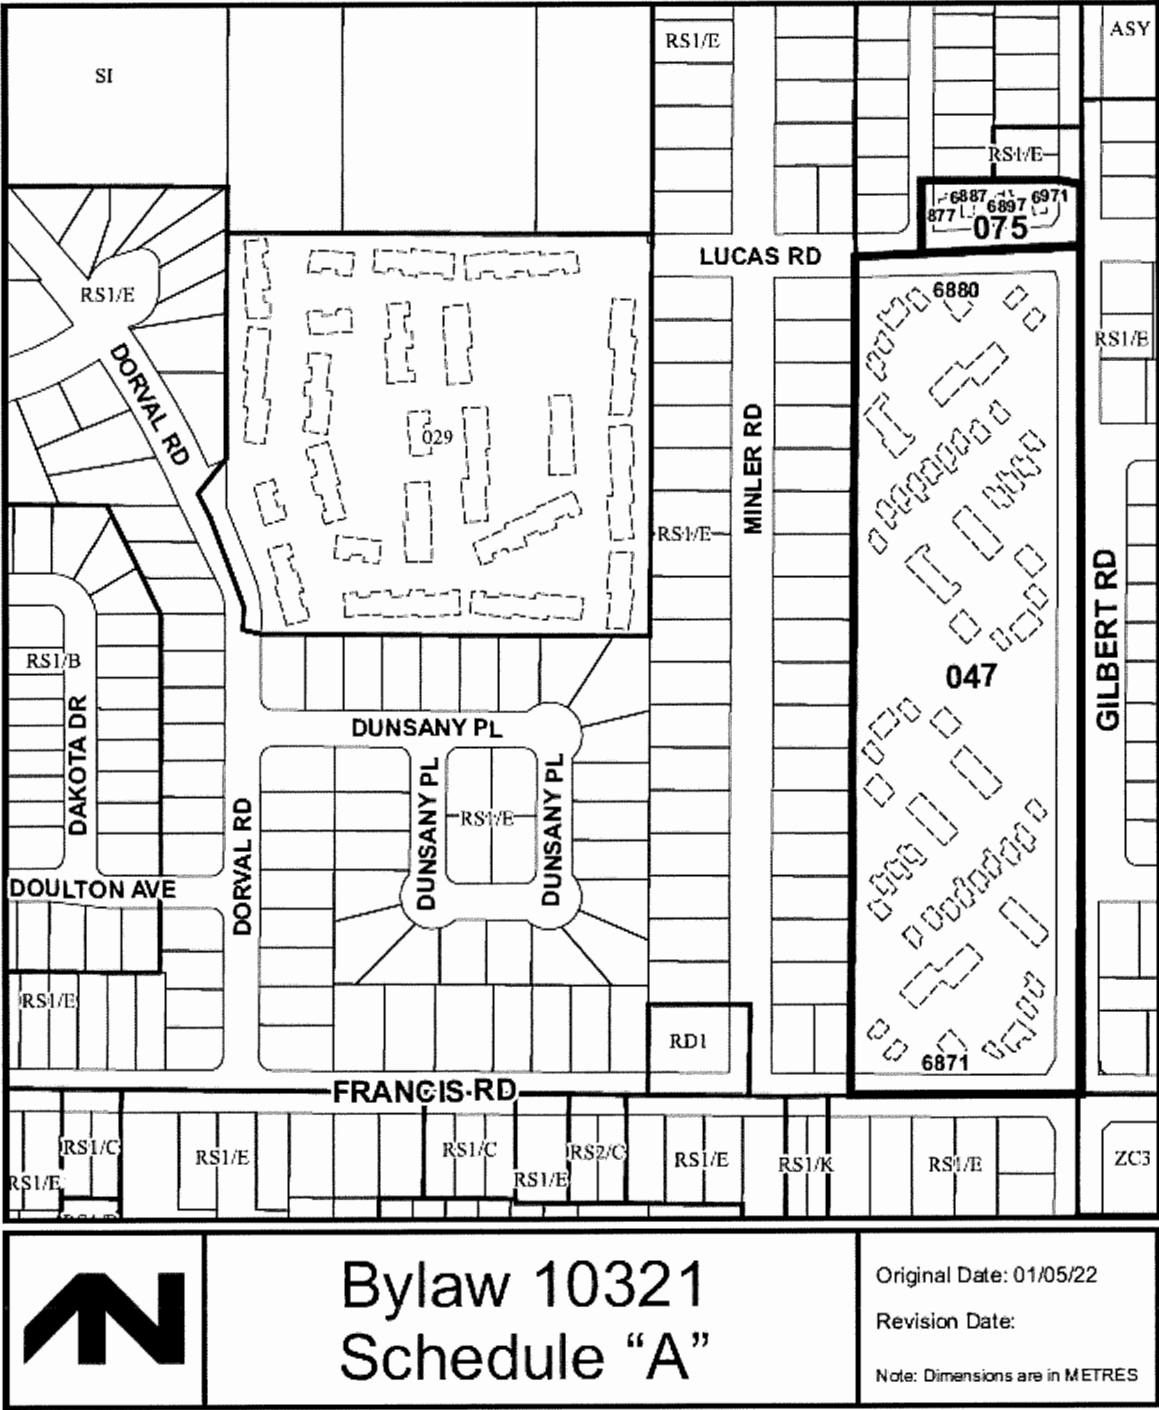 SI
RS1/E
ASY
RS1/E
6887
6897
6971
877
075
LUCAS RD
RS1/E
6880
RS1/E
DORVAL RD
029
MINLER RD
RS1/E
GILBERT RD
RS1/B
047
DAKOTA DR
DUNSANY PL
DUNSANY PL
RS1/E
DUNSANY PL
DORVAL RD
DOULTON AVE
RS1/E
RD1
6871
FRANCIS RD
RS1/C
RS1/E
RS1/E
RS1/C
RS1/E
RS2/C
RS1/E
RS1/K
RS1/E
ZC3
Bylaw 10321
Schedule “A”
Original Date: 01/05/22
Revision Date:
Note: Dimensions are in METRES